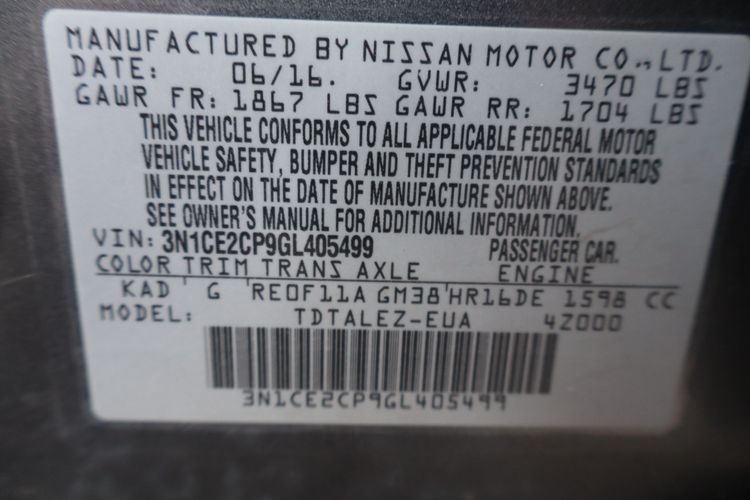 MANUFACTURED BY NISSAN MOTOR CO., LTD.
DATE: 06/16. GVWR: 3470 LBS
GAWR FR: 1867 LBS GAWR RR: 1704 LBS
THIS VEHICLE CONFORMS TO ALL APPLICABLE FEDERAL MOTOR
VEHICLE SAFETY, BUMPER AND THEFT PREVENTION STANDARDS
IN EFFECT ON THE DATE OF MANUFACTURE SHOWN ABOVE.
SEE OWNER'S MANUAL FOR ADDITIONAL INFORMATION.
VIN: 3N1CE2CP9GL405499 PASSENGER CAR.
COLOR TRIM TRANS AXLE ENGINE
KAD G RE0F11A GM38 HR16DE 1598 CC
MODEL: TDTALEZ-EUA 4Z000
3N1CE2CP9GL405499